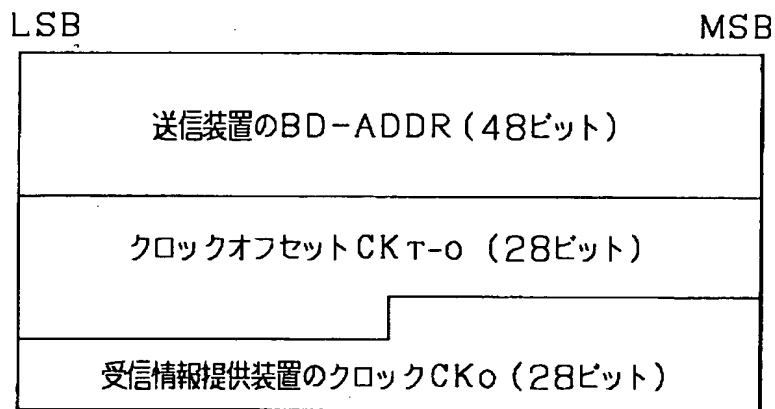 LSB MSB
送信装置のBD-ADDR(48ビット)
クロックオフセットCKT-O (28ビット)
受信情報提供装置のクロックCKO(28ビット)